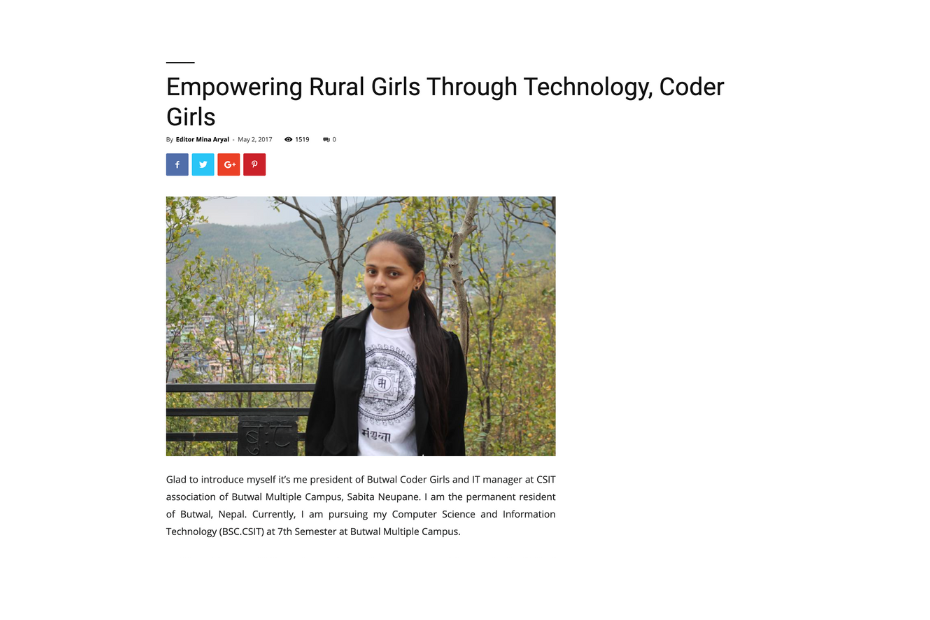 Empowering Rural Girls Through Technology, Coder
Girls
By Editor Mina Aryal - May 2, 2017 1519 0
f G+
Glad to introduce myself it's me president of Butwal Coder Girls and IT manager at CSIT
association of Butwal Multiple Campus, Sabita Neupane. I am the permanent resident
of Butwal, Nepal. Currently, I am pursuing my Computer Science and Information
Technology (BSC.CSIT) at 7th Semester at Butwal Multiple Campus.